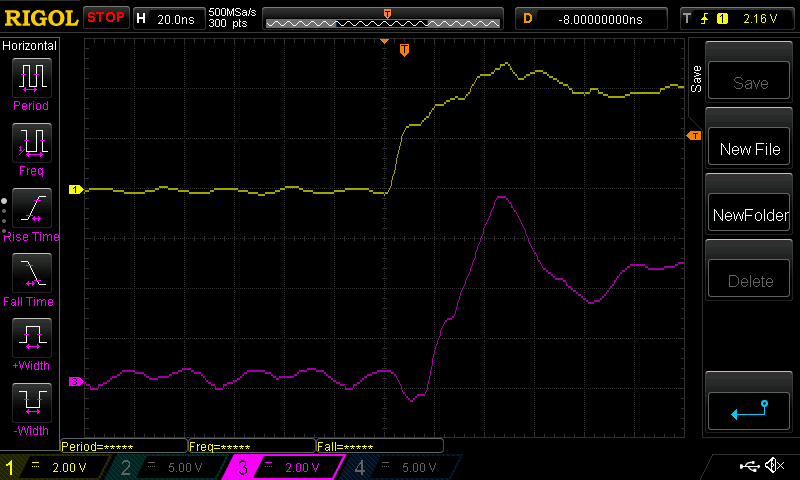 RIGOL STOP H 20.0ns 500MSa/s 300 pts T D -8.00000000ns T 1 2.16 V
Horizontal
Period
Freq
Rise Time
Fall Time
+Width
-Width
T
1
3
T
Save
Save
New File
NewFolder
Delete
Period=***** Freq=***** Fall=*****
1 2.00 V 2 5.00 V 3 2.00 V 4 5.00 V